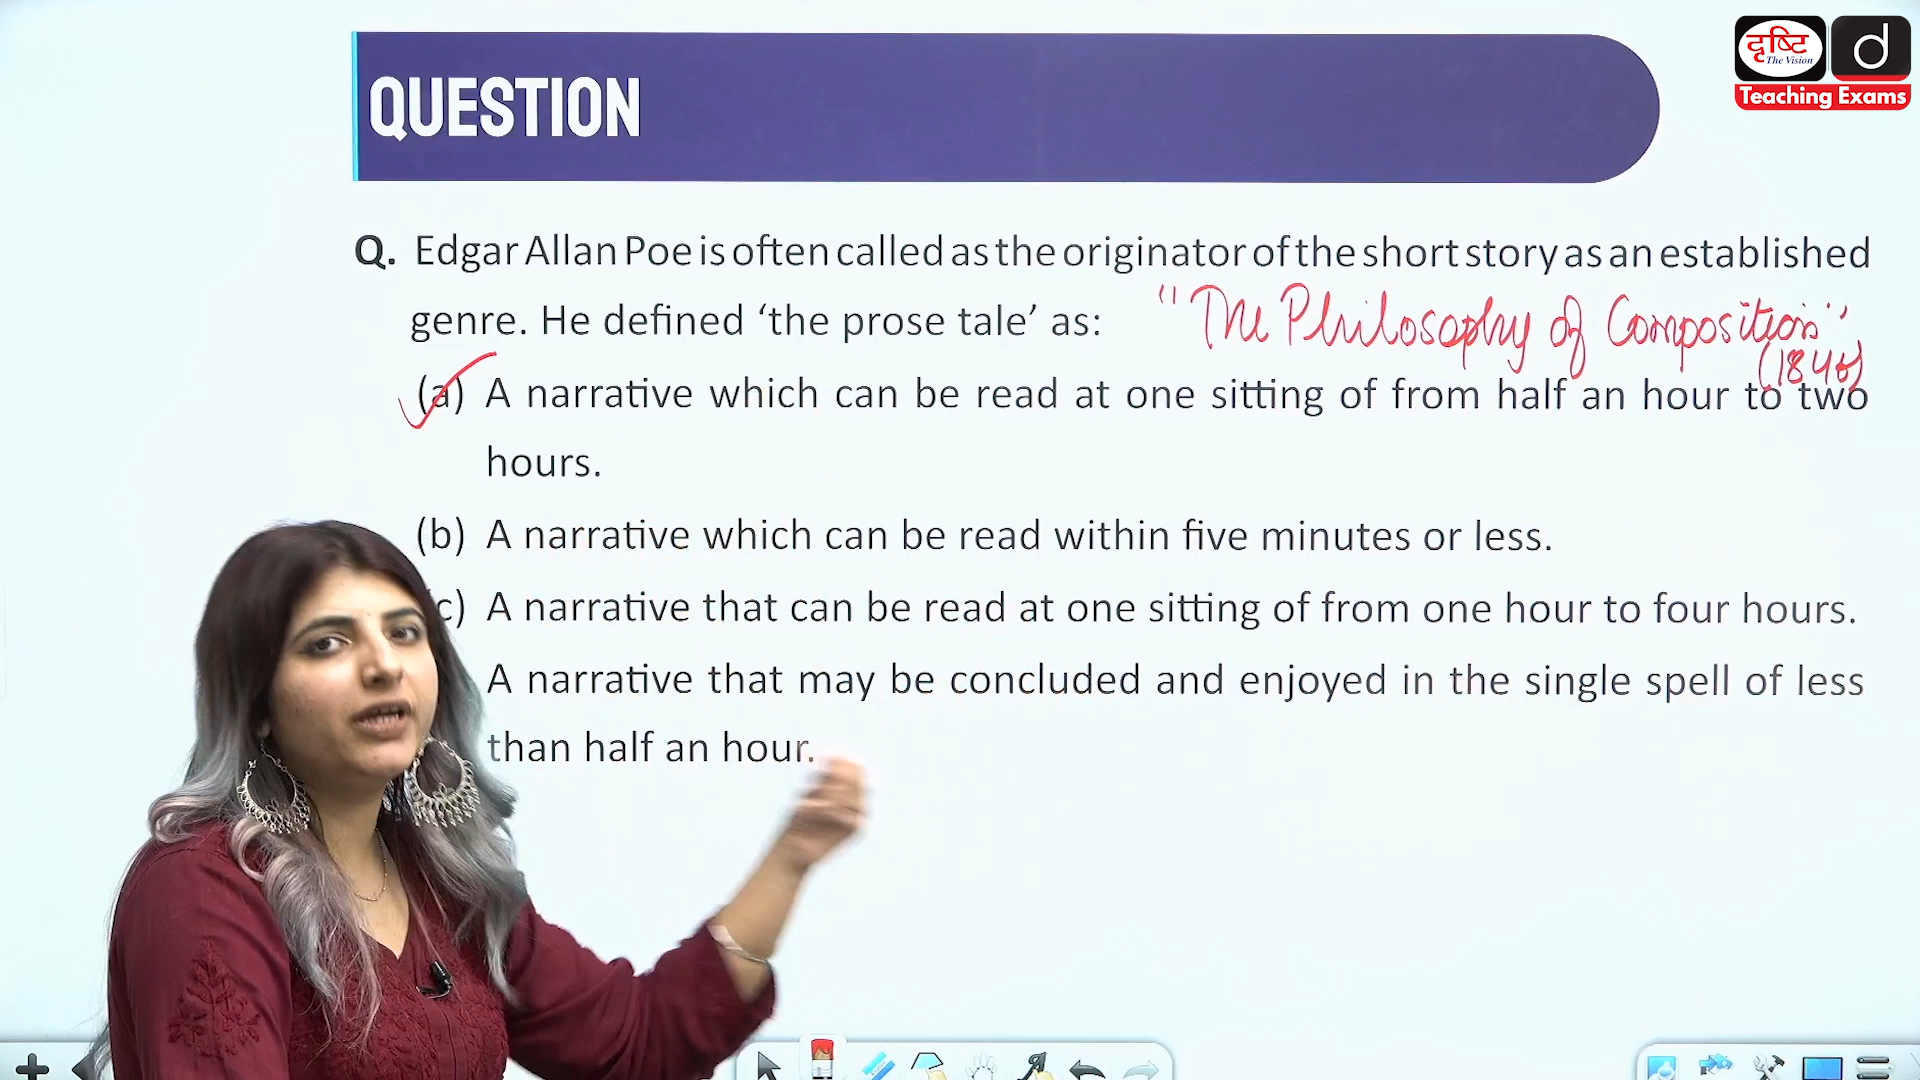 दृष्टि
The Vision
d
Teaching Exams
QUESTION
Q. Edgar Allan Poe is often called as the originator of the short story as an established
genre. He defined ‘the prose tale’ as:
"The Philosophy of Composition"
(a) A narrative which can be read at one sitting of from half an hour to two
hours.
(b) A narrative which can be read within five minutes or less.
c) A narrative that can be read at one sitting of from one hour to four hours.
A narrative that may be concluded and enjoyed in the single spell of less
than half an hour.